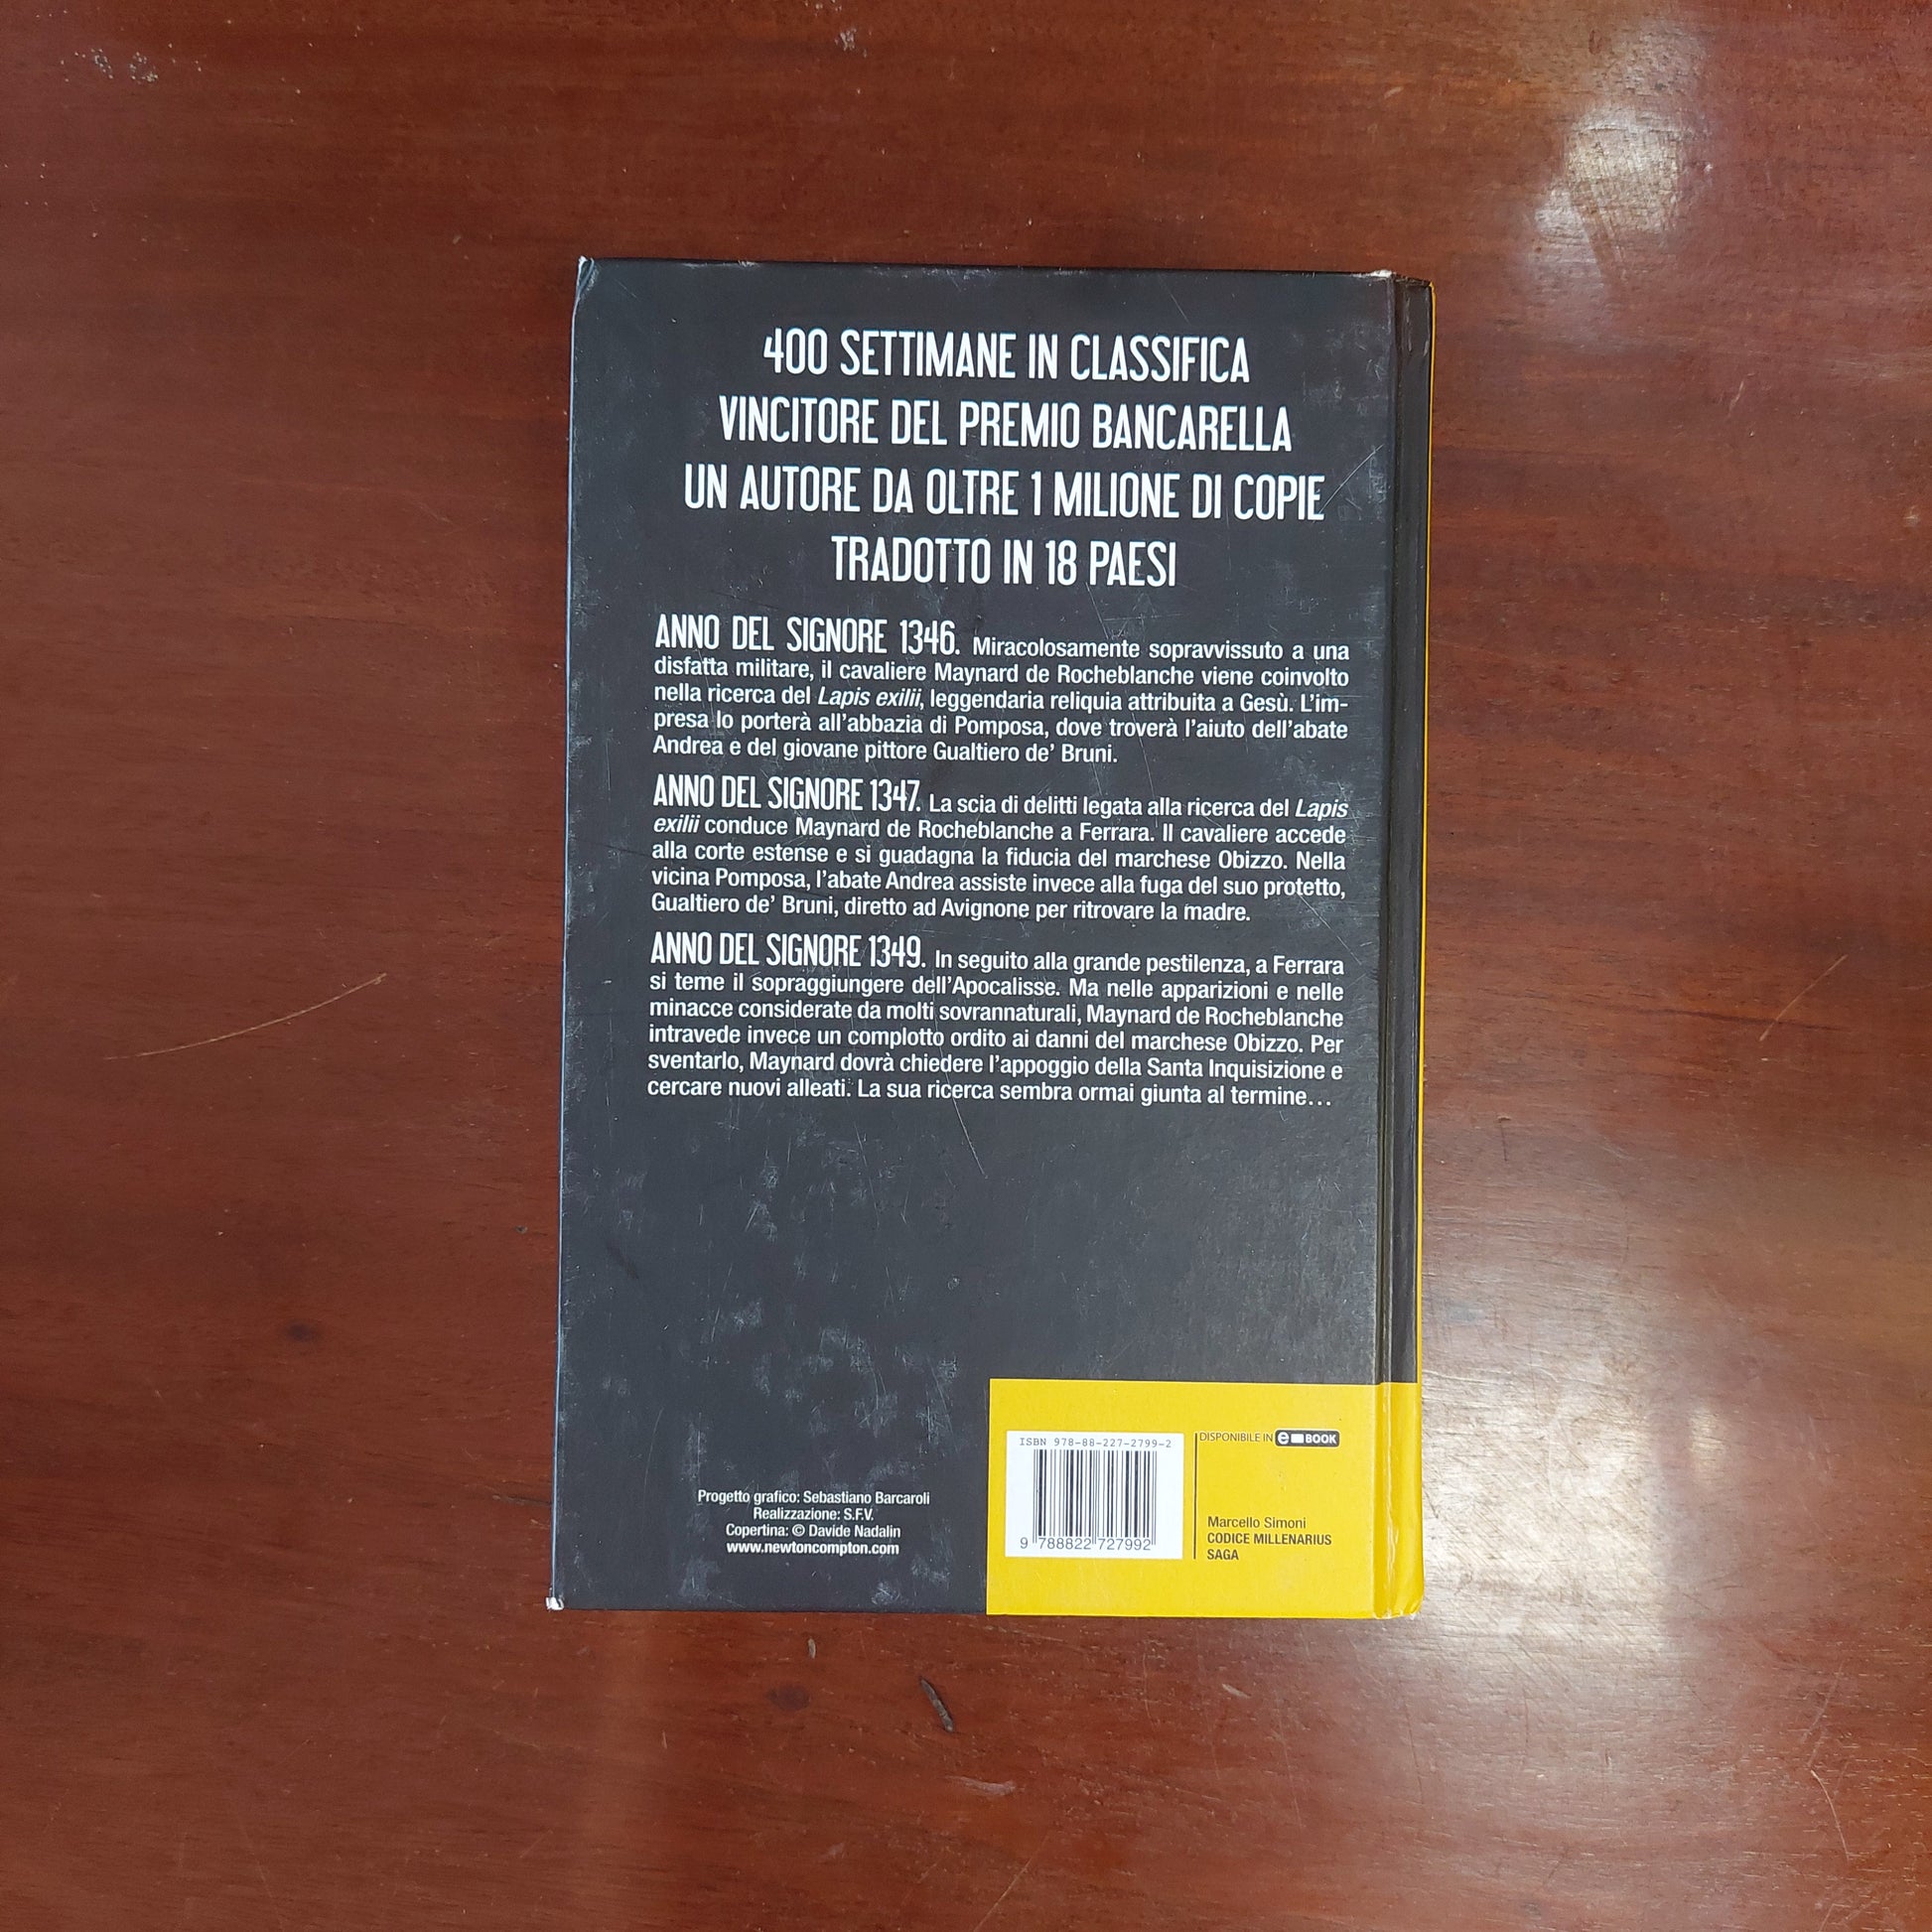 400 SETTIMANE IN CLASSIFICA
VINCITORE DEL PREMIO BANCARELLA
UN AUTORE DA OLTRE 1 MILIONE DI COPIE
TRADOTTO IN 18 PAESI
ANNO DEL SIGNORE 1346. Miracolosamente sopravvissuto a una
disfatta militare, il cavaliere Maynard de Rocheblanche viene coinvolto
nella ricerca del Lapis exilii, leggendaria reliquia attribuita a Gesù. L'im-
presa lo porterà all'abbazia di Pomposa, dove troverà l'aiuto dell'abate
Andrea e del giovane pittore Gualtiero de' Bruni.
ANNO DEL SIGNORE 1347. La scia di delitti legata alla ricerca del Lapis
exilii conduce Maynard de Rocheblanche a Ferrara. Il cavaliere accede
alla corte estense e si guadagna la fiducia del marchese Obizzo. Nella
vicina Pomposa, l'abate Andrea assiste invece alla fuga del suo protetto,
Gualtiero de' Bruni, diretto ad Avignone per ritrovare la madre.
ANNO DEL SIGNORE 1349. In seguito alla grande pestilenza, a Ferrara
si teme il sopraggiungere dell'Apocalisse. Ma nelle apparizioni e nelle
minacce considerate da molti sovrannaturali, Maynard de Rocheblanche
intravede invece un complotto ordito ai danni del marchese Obizzo. Per
sventarlo, Maynard dovrà chiedere l'appoggio della Santa Inquisizione e
cercare nuovi alleati. La sua ricerca sembra ormai giunta al termine…
Progetto grafico: Sebastiano Barcaroli
Realizzazione: S.F.V.
Copertina: © Davide Nadalin
www.newtoncompton.com
ISBN 978-88-227-2799-2
9 788822 727992
DISPONIBILE IN e BOOK
Marcello Simoni
CODICE MILLENARIUS
SAGA